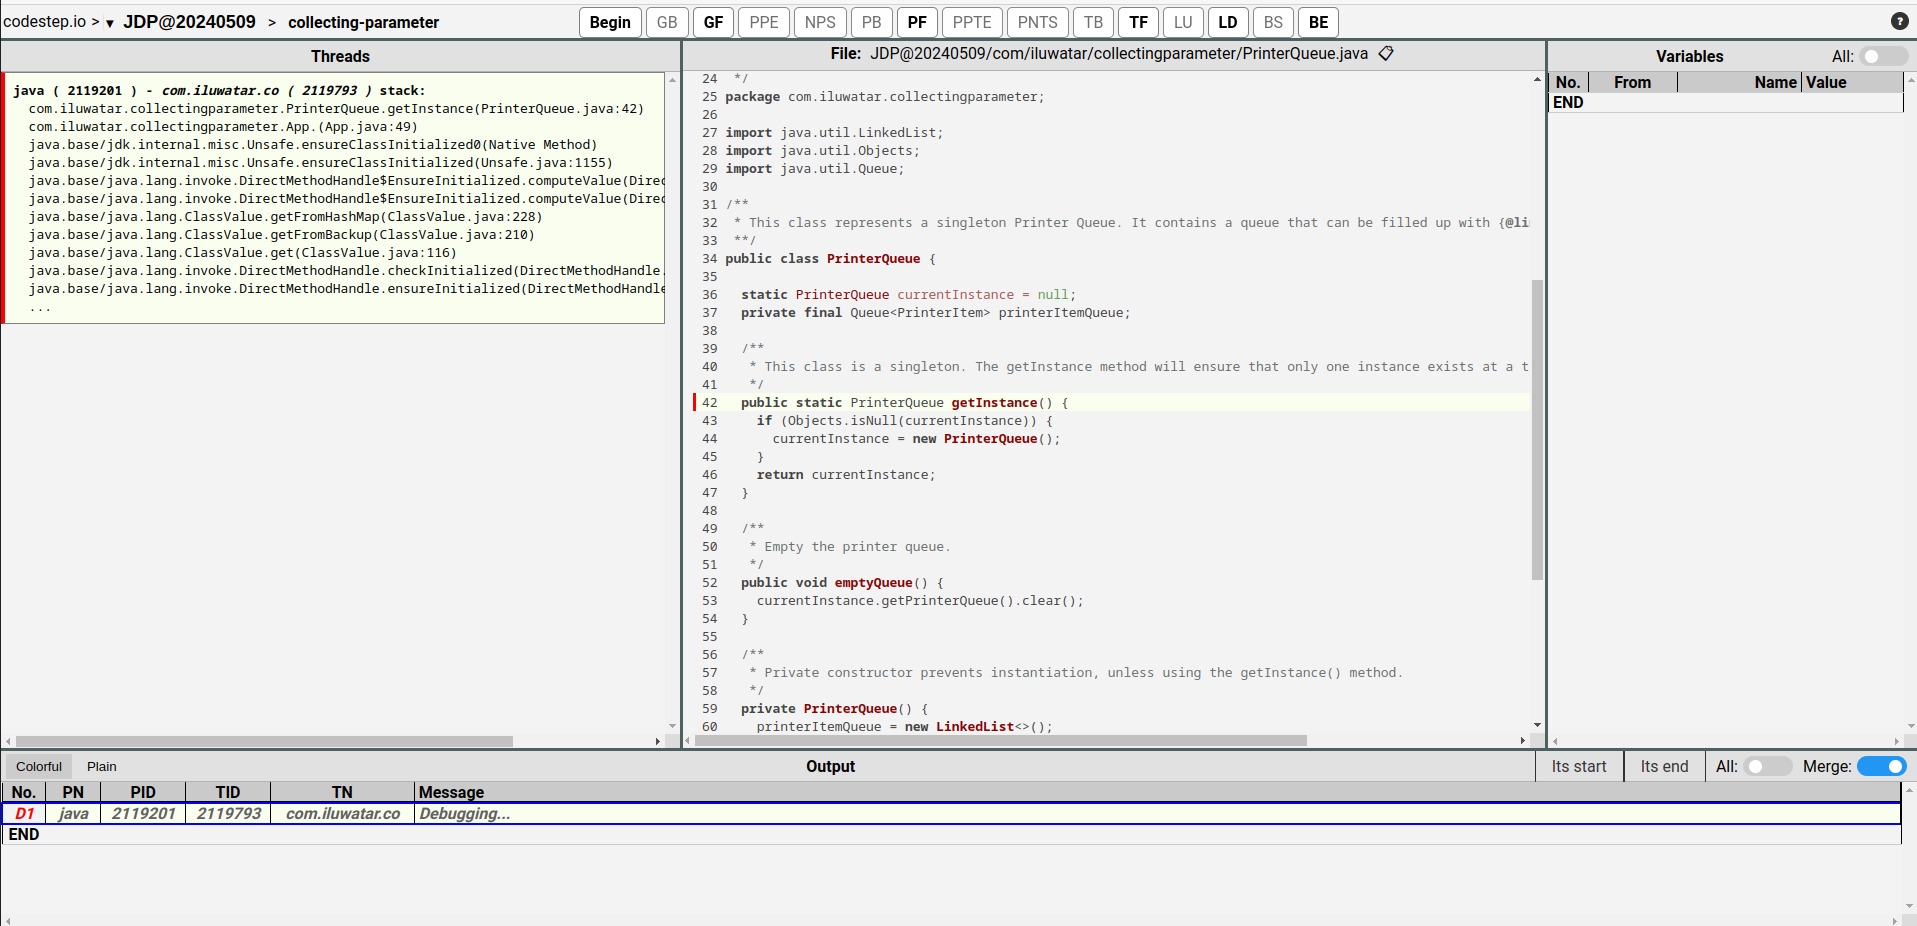 codestep.io > ▼ JDP@20240509 > collecting-parameter Begin GB GF PPE NPS PB PF PPTE PNTS TB TF LU LD BS BE ?
Threads
java ( 2119201 ) - com.iluwatar.co ( 2119793 ) stack:
com.iluwatar.collectingparameter.PrinterQueue.getInstance(PrinterQueue.java:42)
com.iluwatar.collectingparameter.App.(App.java:49)
java.base/jdk.internal.misc.Unsafe.ensureClassInitialized0(Native Method)
java.base/jdk.internal.misc.Unsafe.ensureClassInitialized(Unsafe.java:1155)
java.base/java.lang.invoke.DirectMethodHandle$EnsureInitialized.computeValue(Direc
java.base/java.lang.invoke.DirectMethodHandle$EnsureInitialized.computeValue(Direc
java.base/java.lang.ClassValue.getFromHashMap(ClassValue.java:228)
java.base/java.lang.ClassValue.getFromBackup(ClassValue.java:210)
java.base/java.lang.ClassValue.get(ClassValue.java:116)
java.base/java.lang.invoke.DirectMethodHandle.checkInitialized(DirectMethodHandle.
java.base/java.lang.invoke.DirectMethodHandle.ensureInitialized(DirectMethodHandle
...
File: JDP@20240509/com/iluwatar/collectingparameter/PrinterQueue.java
24 */
25 package com.iluwatar.collectingparameter;
26
27 import java.util.LinkedList;
28 import java.util.Objects;
29 import java.util.Queue;
30
31 /**
32 * This class represents a singleton Printer Queue. It contains a queue that can be filled up with {@li
33 **/
34 public class PrinterQueue {
35
36 static PrinterQueue currentInstance = null;
37 private final Queue<PrinterItem> printerItemQueue;
38
39 /**
40 * This class is a singleton. The getInstance method will ensure that only one instance exists at a t
41 */
42 public static PrinterQueue getInstance() {
43 if (Objects.isNull(currentInstance)) {
44 currentInstance = new PrinterQueue();
45 }
46 return currentInstance;
47 }
48
49 /**
50 * Empty the printer queue.
51 */
52 public void emptyQueue() {
53 currentInstance.getPrinterQueue().clear();
54 }
55
56 /**
57 * Private constructor prevents instantiation, unless using the getInstance() method.
58 */
59 private PrinterQueue() {
60 printerItemQueue = new LinkedList<>();
Variables All:
No. From Name Value
END
Colorful Plain Output Its start Its end All: Merge:
No. PN PID TID TN Message
D1 java 2119201 2119793 com.iluwatar.co Debugging...
END